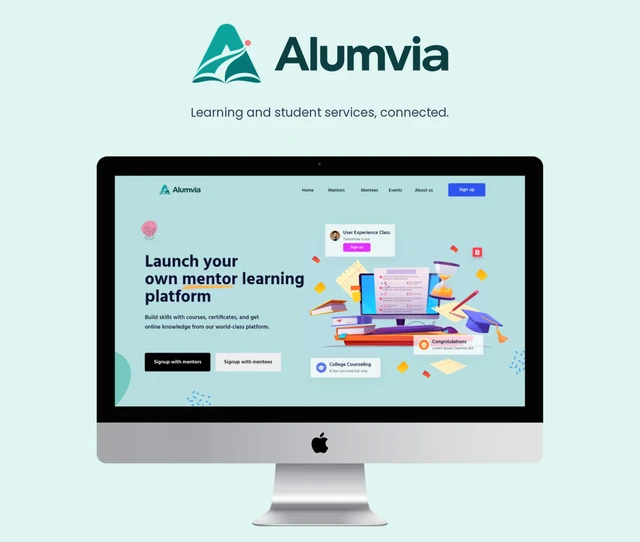 Alumvia
Learning and student services, connected.
Alumvia
Home Mentors Mentees Events About us Sign up
User Experience Class
Sign up
Launch your
own mentor learning
platform
Build skills with courses, certificates, and get
online knowledge from our world-class platform.
Congratulations
Signup with mentors Signup with mentees
College Counseling